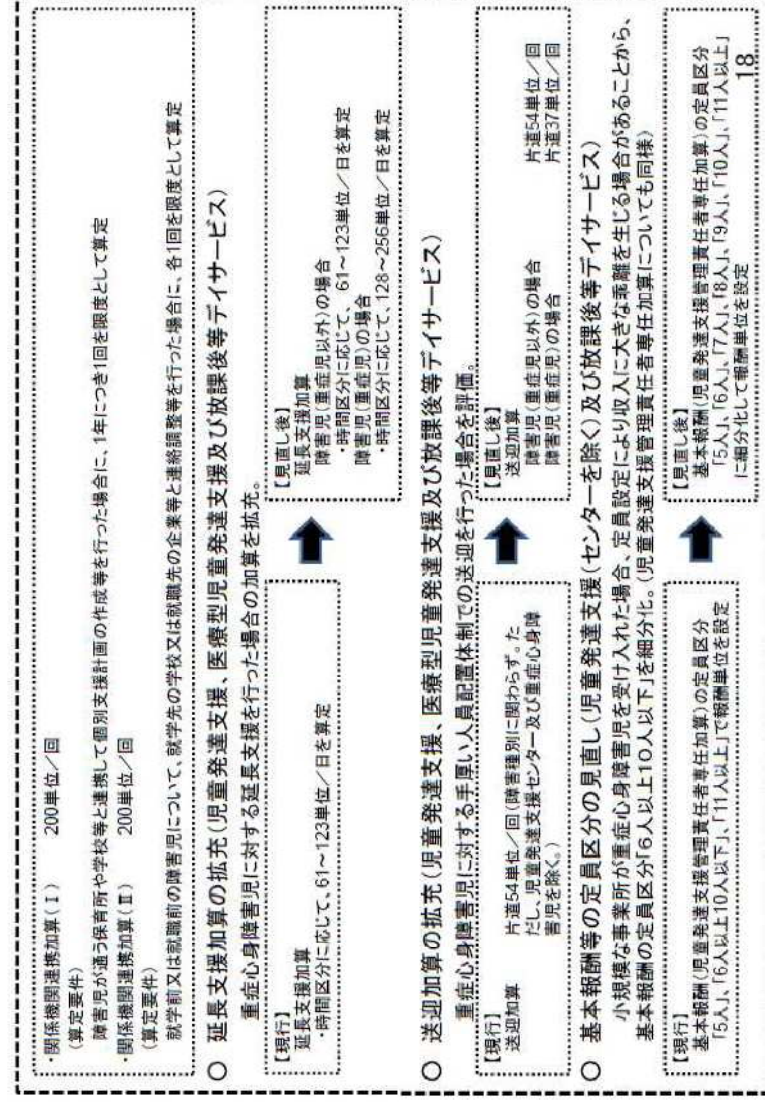 ・関係機関連携加算(Ⅰ) 200単位/回
(算定要件)
障害児が通う保育所や学校等と連携して個別支援計画の作成等を行った場合に、1年につき1回を限度として算定
・関係機関連携加算(Ⅱ) 200単位/回
(算定要件)
就学前又は就職前の障害児について、就学先の学校又は就職先の企業等と連絡調整等を行った場合に、各1回を限度として算定
○ 延長支援加算の拡充(児童発達支援、医療型児童発達支援及び放課後等デイサービス)
重症心身障害児に対する延長支援を行った場合の加算を拡充。
【現行】
延長支援加算
・時間区分に応じて、61~123単位/日を算定
【見直し後】
延長支援加算
障害児(重症児以外)の場合
・時間区分に応じて、 61~123単位/日を算定
障害児(重症児)の場合
・時間区分に応じて、128~256単位/日を算定
○ 送迎加算の拡充(児童発達支援、医療型児童発達支援及び放課後等デイサービス)
重症心身障害児に対する手厚い人員配置体制での送迎を行った場合を評価。
【現行】
送迎加算 片道54単位/回(障害種別に関わらず。た
だし、児童発達支援センター及び重症心身障
害児を除く。)
【見直し後】
送迎加算
障害児(重症児以外)の場合 片道54単位/回
障害児(重症児)の場合 片道37単位/回
○ 基本報酬等の定員区分の見直し(児童発達支援(センターを除く)及び放課後等デイサービス)
小規模な事業所が重症心身障害児を受け入れた場合、定員設定により収入に大きな乖離を生じる場合があることから、
基本報酬の定員区分「6人以上10人以下」を細分化。(児童発達支援管理責任者専任加算についても同様)
【現行】
基本報酬(児童発達支援管理責任者専任加算)の定員区分
「5人」、「6人以上10人以下」、「11人以上」で報酬単位を設定
【見直し後】
基本報酬(児童発達支援管理責任者専任加算)の定員区分
「5人」、「6人」、「7人」、「8人」、「9人」、「10人」、「11人以上」
に細分化して報酬単位を設定
18